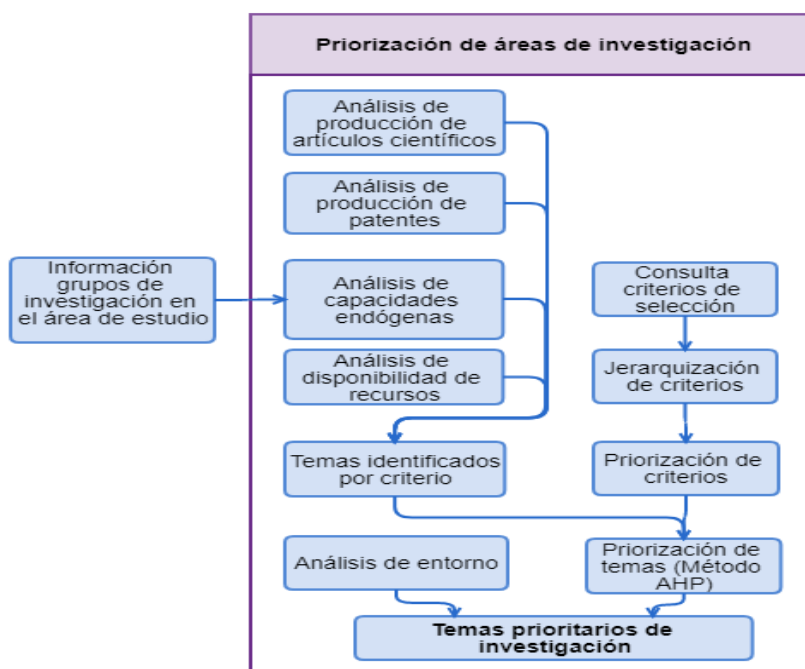 Priorización de áreas de investigación
Análisis de
producción de
artículos científicos
Análisis de
producción de
patentes
Información
grupos de
investigación en
el área de estudio
Análisis de
capacidades
endógenas
Consulta
criterios de
selección
Análisis de
disponibilidad de
recursos
Jerarquización
de criterios
Temas identificados
por criterio
Priorización de
criterios
Análisis de entorno
Priorización de
temas (Método
AHP)
Temas prioritarios de
investigación